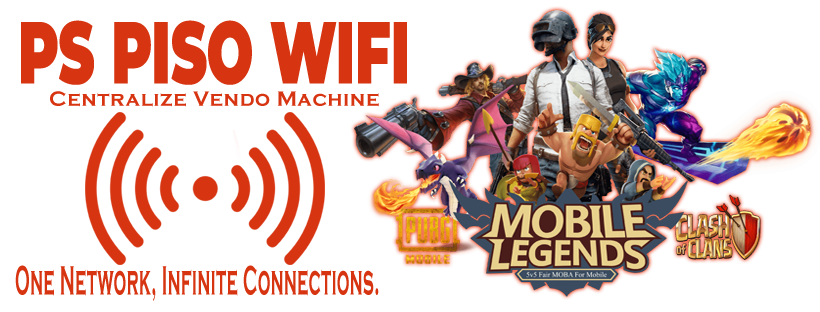 PS PISO WIFI
CENTRALIZE VENDO MACHINE
ONE NETWORK, INFINITE CONNECTIONS.
PUBG
MOBILE
MOBILE
LEGENDS
5v5 Fair MOBA For Mobile
CLASH
OF CLANS